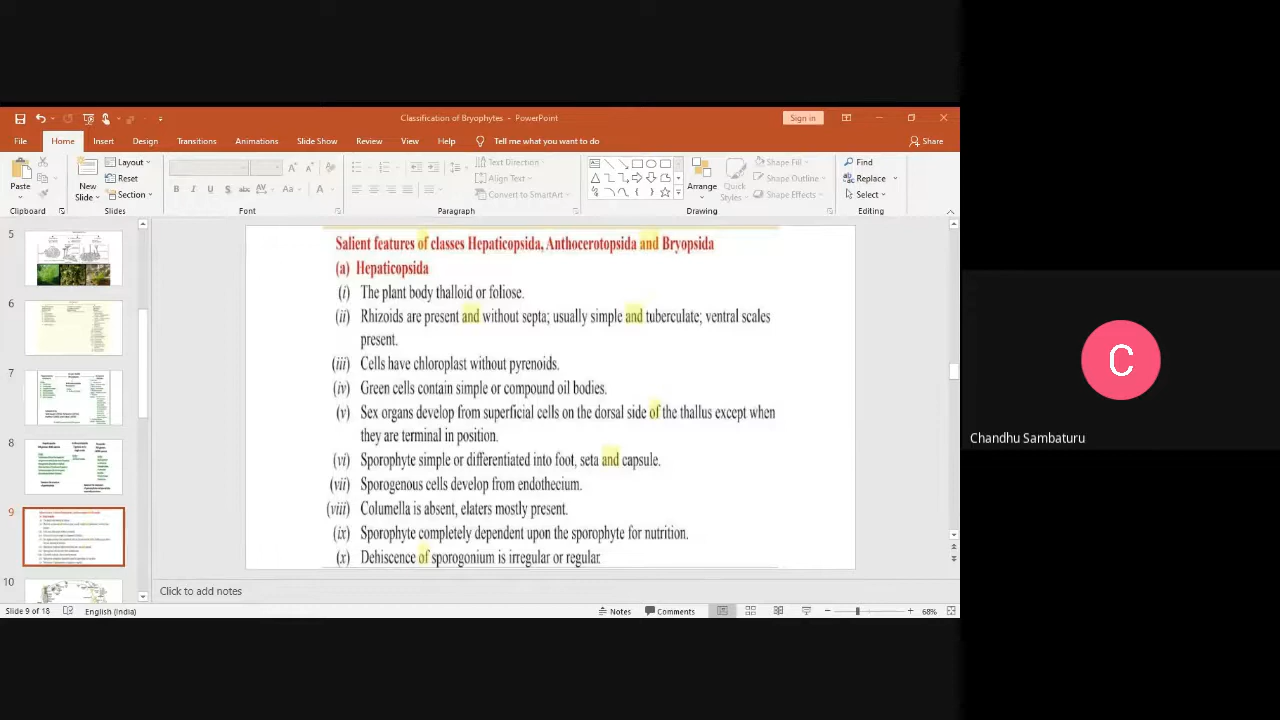 Classification of Bryophytes - PowerPoint
Sign in
File Home Insert Design Transitions Animations Slide Show Review View Help Tell me what you want to do Share
Paste
New Slide
Layout
Reset
Section
B I U S abc AV Aa A
Text Direction
Align Text
Convert to SmartArt
Arrange
Quick Styles
Shape Fill
Shape Outline
Shape Effects
Find
Replace
Select
Clipboard Slides Font Paragraph Drawing Editing
5
6
7
8
9
10
Salient features of classes Hepaticopsida, Anthocerotopsida and Bryopsida
(a) Hepaticopsida
(i) The plant body thalloid or foliose.
(ii) Rhizoids are present and without septa; usually simple and tuberculate; ventral scales
present.
(iii) Cells have chloroplast without pyrenoids.
(iv) Green cells contain simple or compound oil bodies.
(v) Sex organs develop from superficial cells on the dorsal side of the thallus except when
they are terminal in position.
(vi) Sporophyte simple or differentiated into foot, seta and capsule.
(vii) Sporogenous cells develop from endothecium.
(viii) Columella is absent, elaters mostly present.
(ix) Sporophyte completely dependent upon the sporophyte for nutrition.
(x) Dehiscence of sporogonium is irregular or regular.
Click to add notes
Slide 9 of 18 English (India) Notes Comments 68%
C
Chandhu Sambaturu